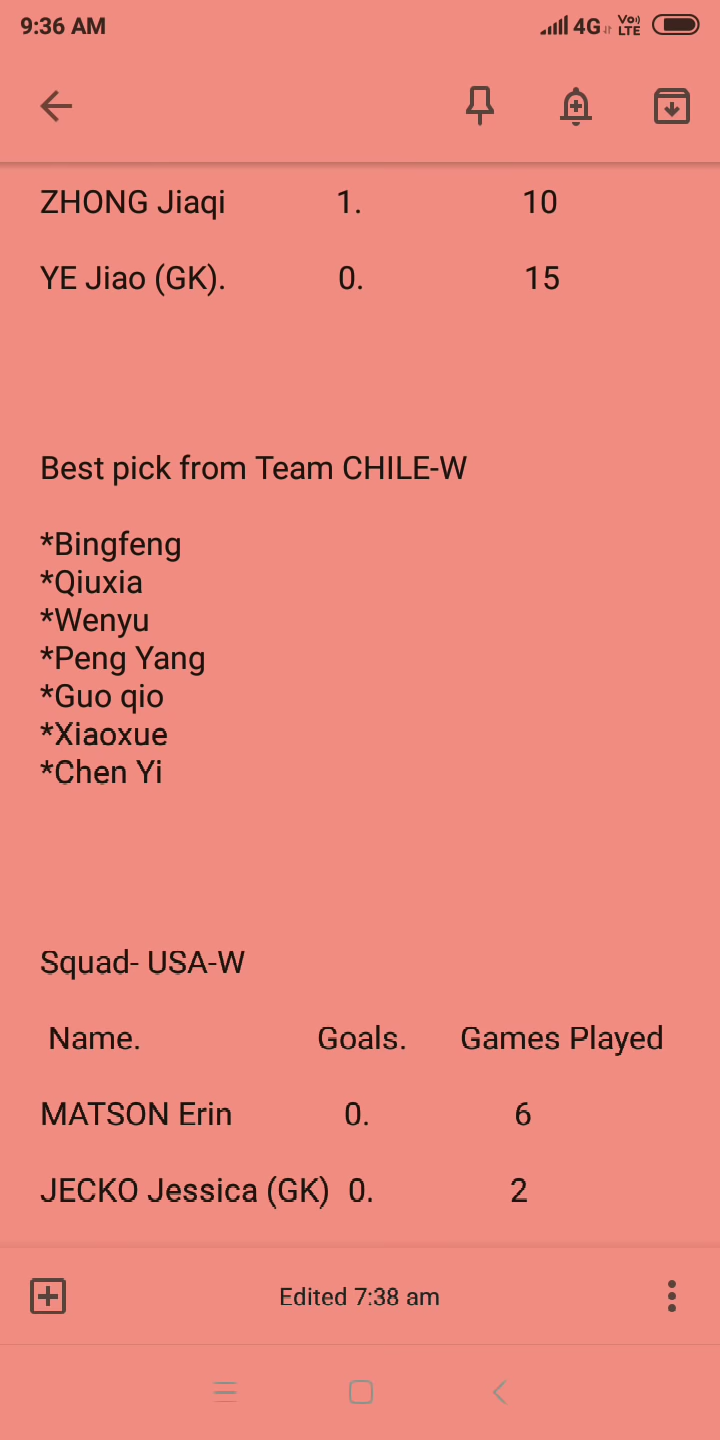 9:36 AM 4G Vo)) LTE
ZHONG Jiaqi 1. 10
YE Jiao (GK). 0. 15
Best pick from Team CHILE-W
*Bingfeng
*Qiuxia
*Wenyu
*Peng Yang
*Guo qio
*Xiaoxue
*Chen Yi
Squad- USA-W
Name. Goals. Games Played
MATSON Erin 0. 6
JECKO Jessica (GK) 0. 2
Edited 7:38 am